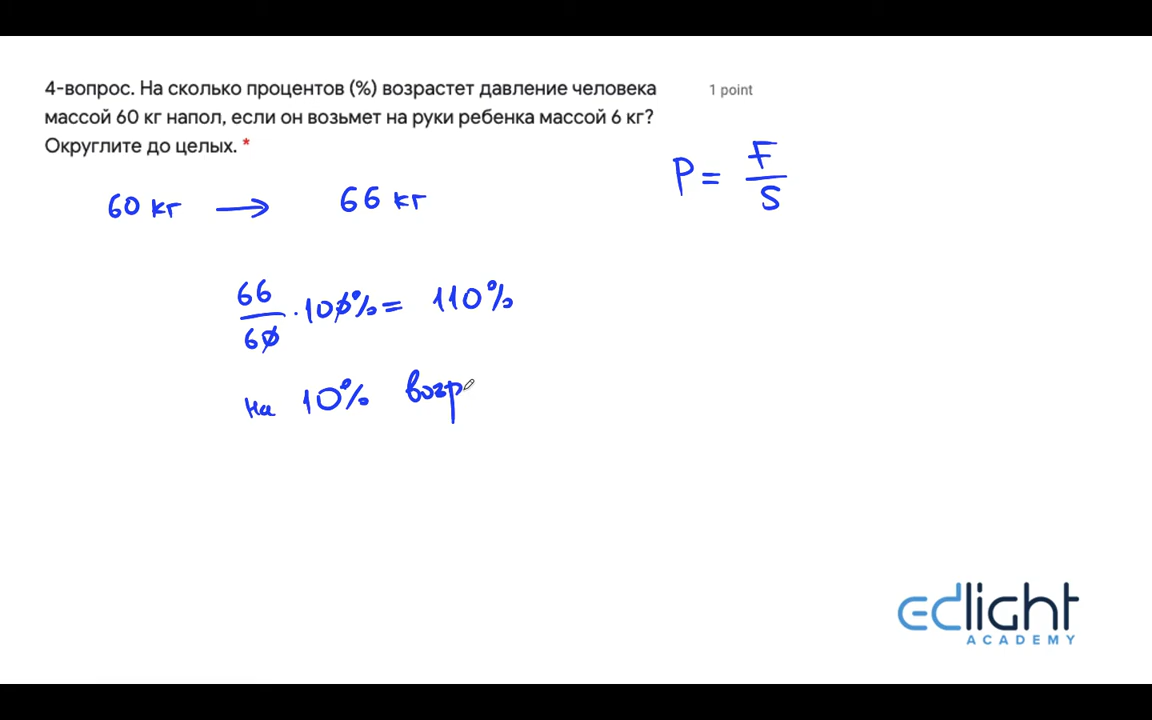 4-вопрос. На сколько процентов (%) возрастет давление человека
массой 60 кг напол, если он возьмет на руки ребенка массой 6 кг?
Округлите до целых. *
1 point
P = F/S
60 кг → 66 кг
66/60 · 100% = 110%
на 10% возр
edlight
ACADEMY